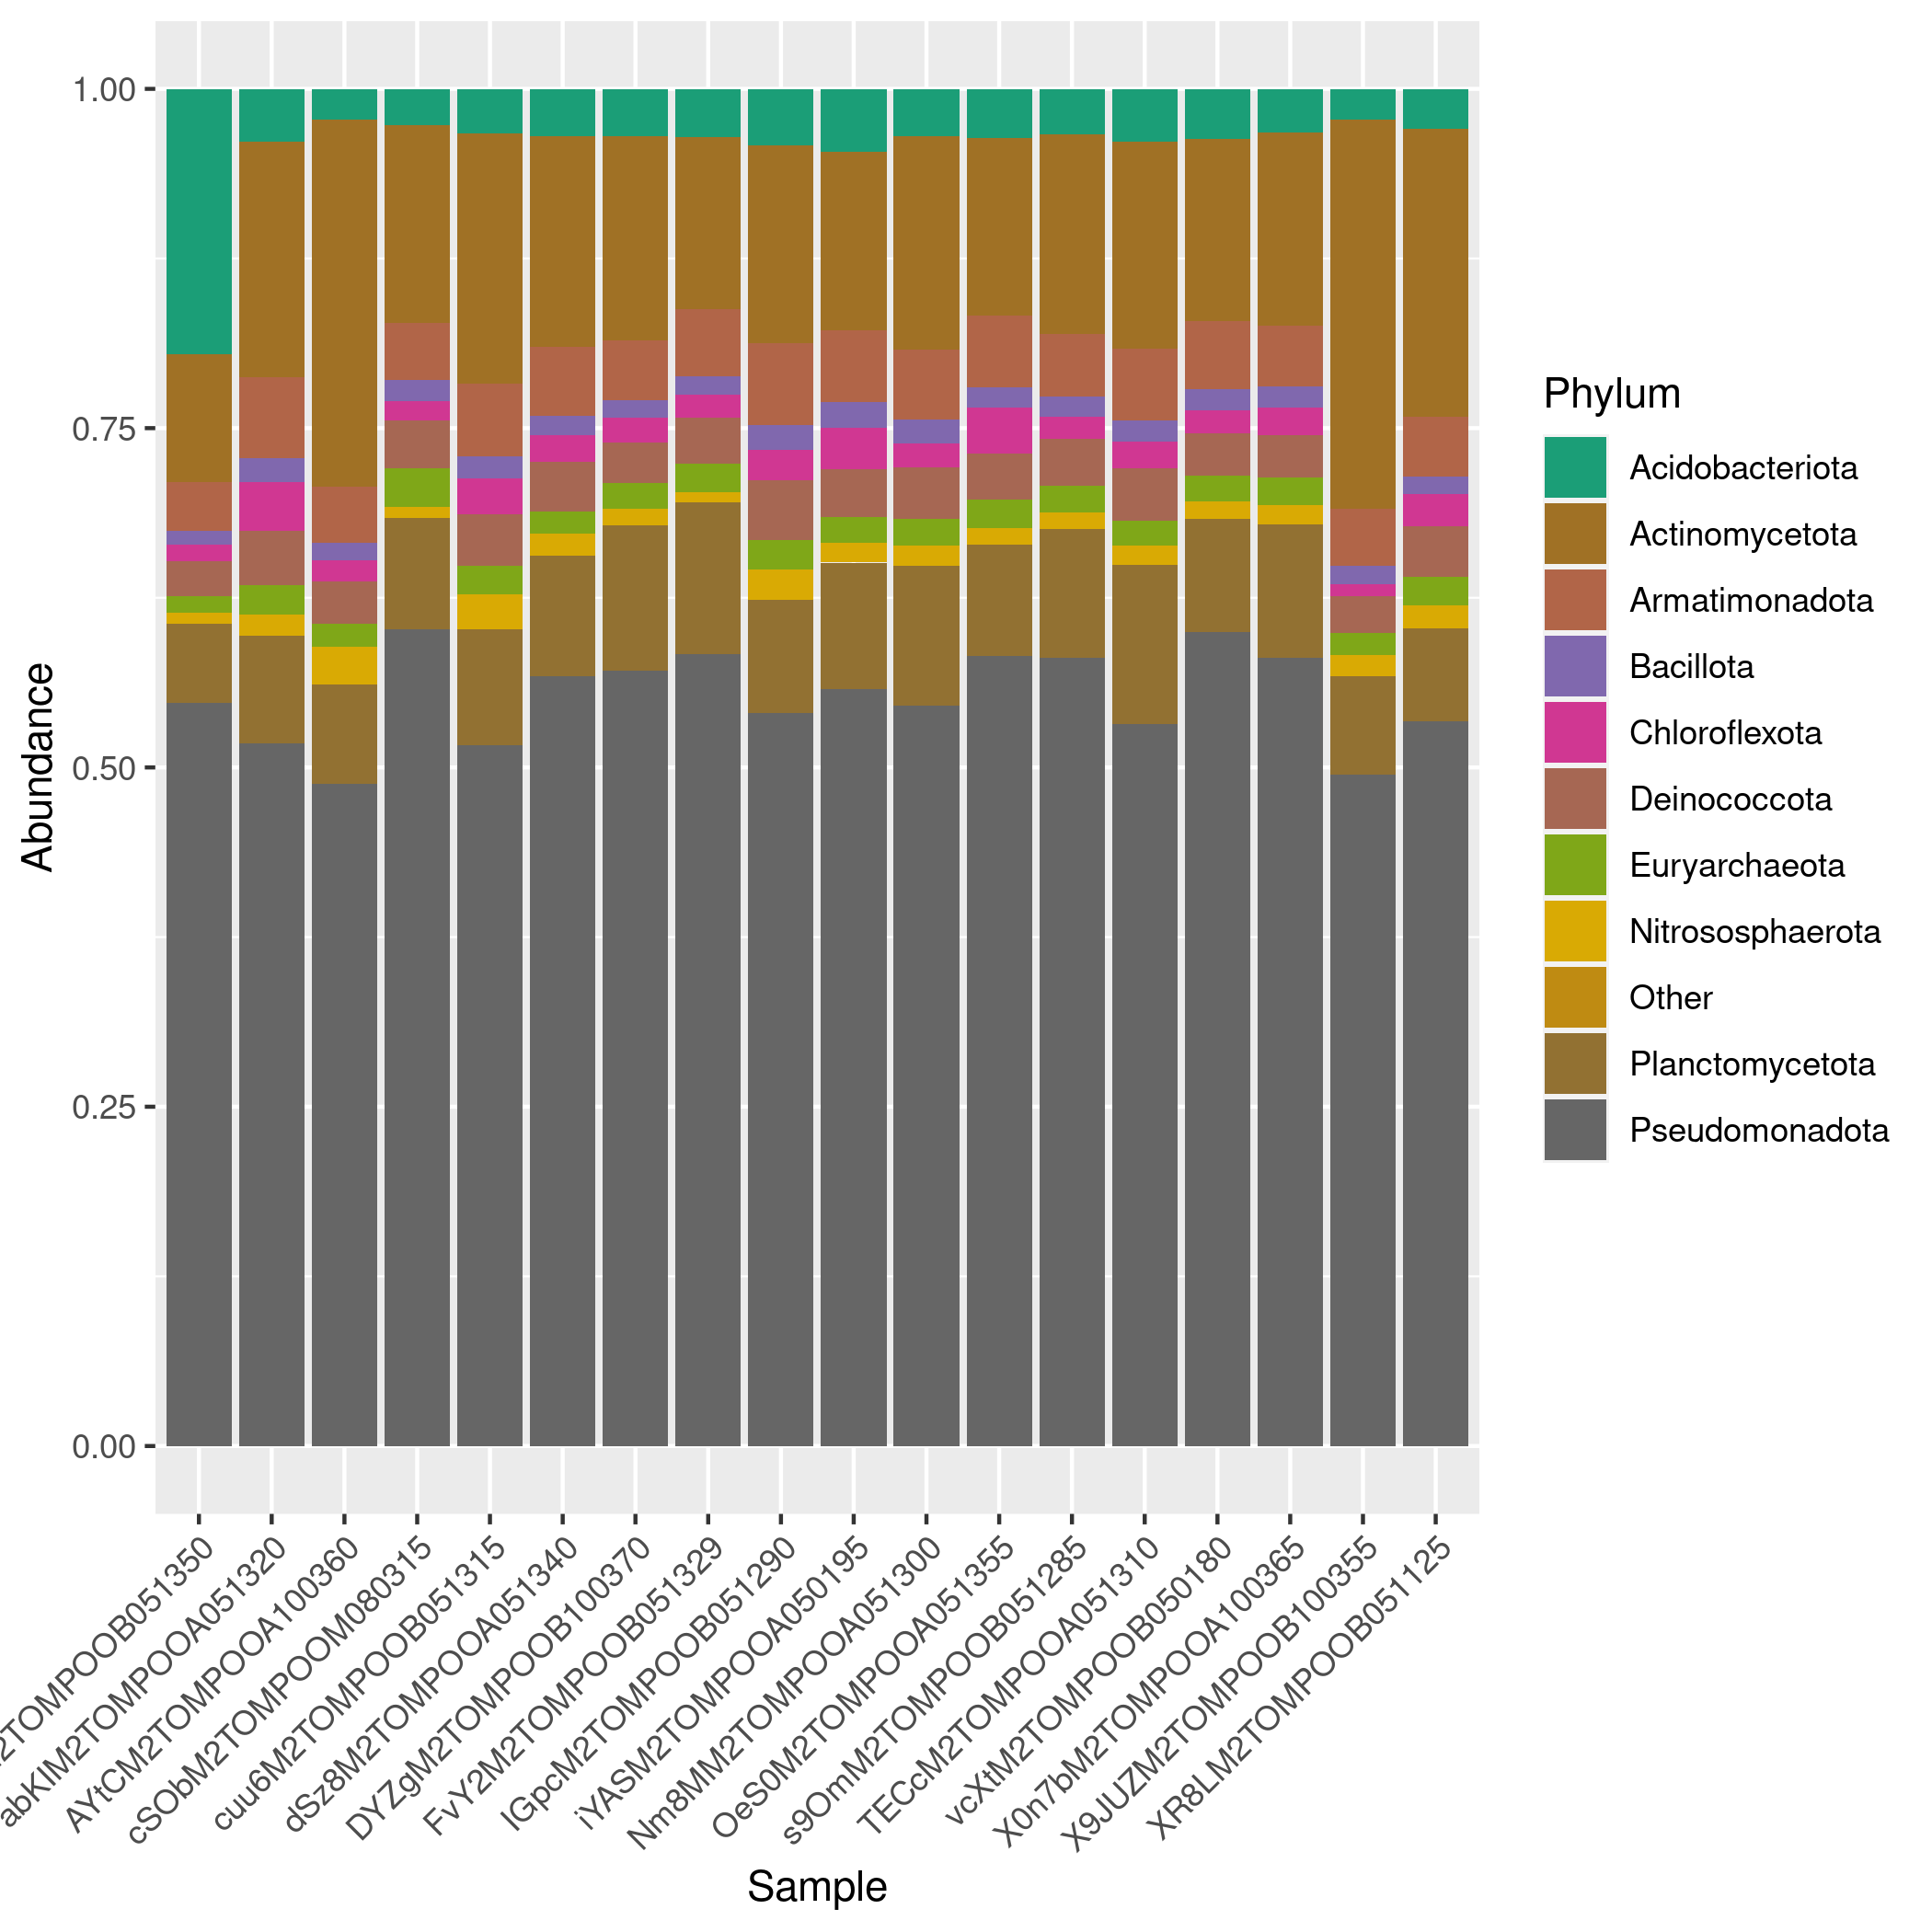 1.00
0.75
0.50
0.25
0.00
Abundance
2TOMPOOB051350
abKIM2TOMPOOA051320
AYtCM2TOMPOOA100360
cSObM2TOMPOOM080315
cuu6M2TOMPOOB051315
dSz8M2TOMPOOA051340
DYZgM2TOMPOOB100370
FvY2M2TOMPOOB051329
IGpcM2TOMPOOB051290
iYASM2TOMPOOA050195
Nm8MM2TOMPOOA051300
OeS0M2TOMPOOA051355
s9OmM2TOMPOOB051285
TECcM2TOMPOOA051310
vcXtM2TOMPOOB050180
X0n7bM2TOMPOOA100365
X9JUZM2TOMPOOB100355
XR8LM2TOMPOOB051125
Sample
Phylum
Acidobacteriota
Actinomycetota
Armatimonadota
Bacillota
Chloroflexota
Deinococcota
Euryarchaeota
Nitrososphaerota
Other
Planctomycetota
Pseudomonadota